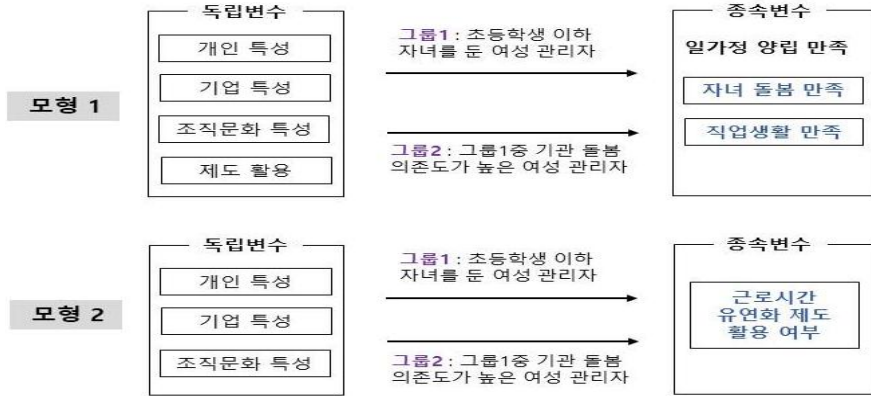 모형 1
독립변수
개인 특성
기업 특성
조직문화 특성
제도 활용
그룹1 : 초등학생 이하
자녀를 둔 여성 관리자
그룹2 : 그룹1중 기관 돌봄
의존도가 높은 여성 관리자
종속변수
일가정 양립 만족
자녀 돌봄 만족
직업생활 만족
모형 2
독립변수
개인 특성
기업 특성
조직문화 특성
그룹1 : 초등학생 이하
자녀를 둔 여성 관리자
그룹2 : 그룹1중 기관 돌봄
의존도가 높은 여성 관리자
종속변수
근로시간
유연화 제도
활용 여부